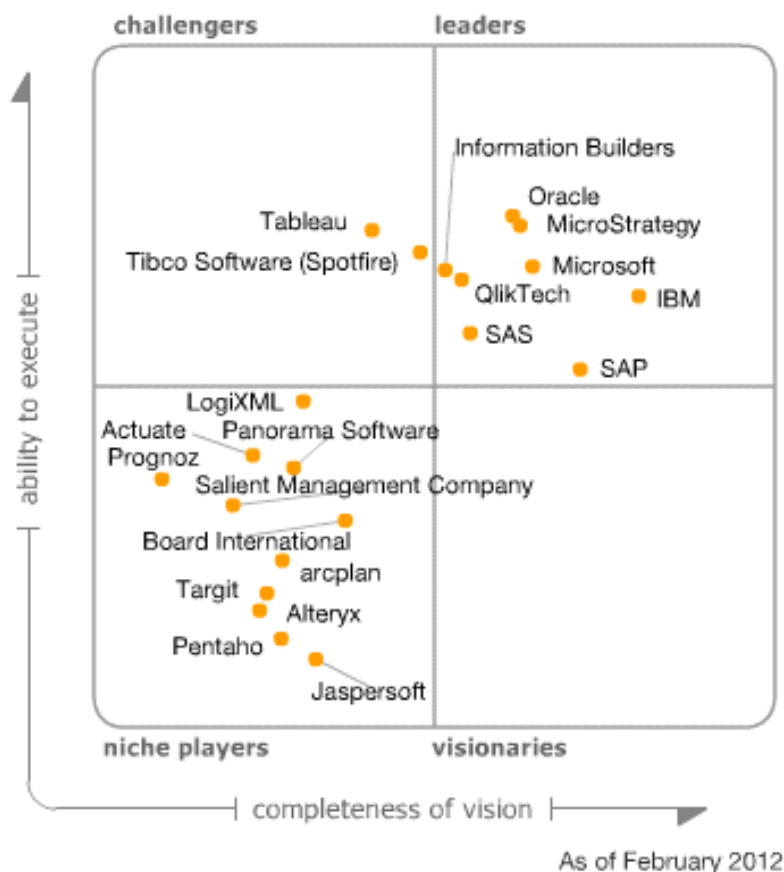 challengers
leaders
Information Builders
Oracle
Tableau
MicroStrategy
Tibco Software (Spotfire)
Microsoft
QlikTech
IBM
SAS
SAP
ability to execute
LogiXML
Actuate
Panorama Software
Prognoz
Salient Management Company
Board International
arcplan
Targit
Alteryx
Pentaho
Jaspersoft
niche players
visionaries
completeness of vision
As of February 2012